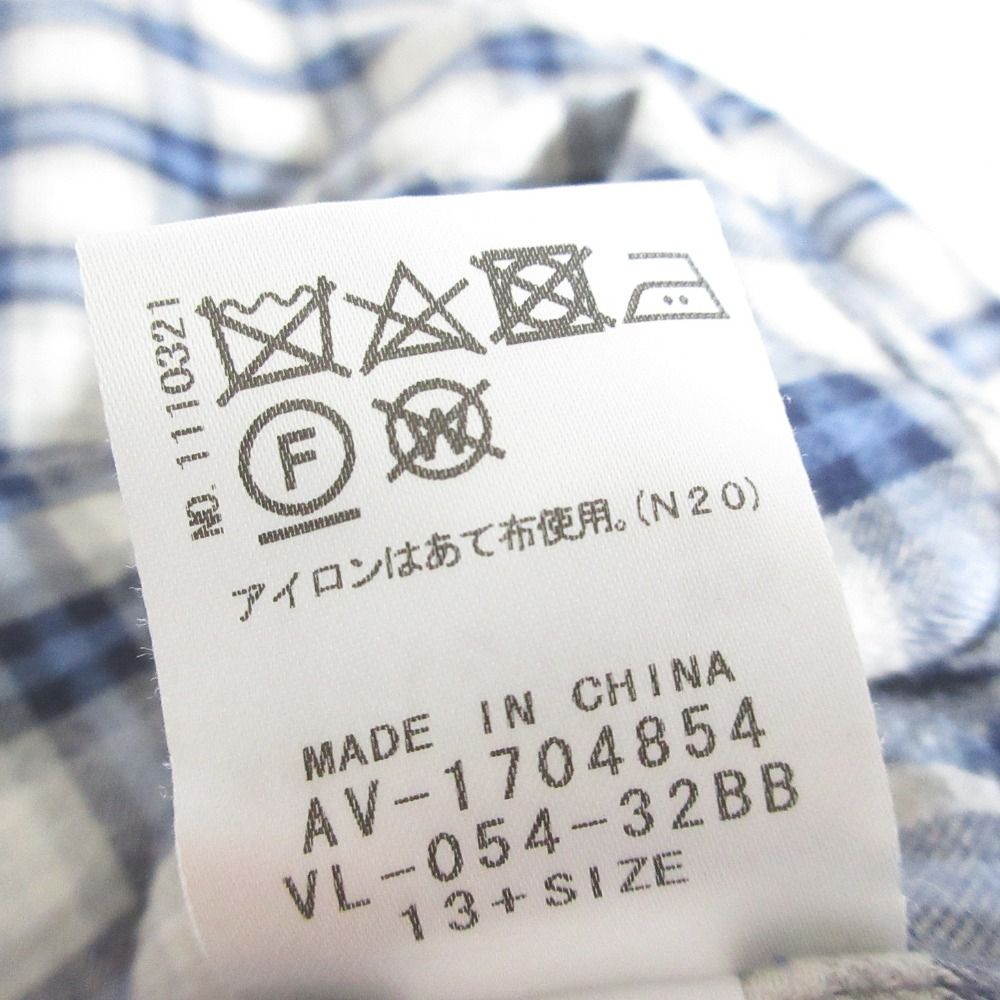 NO. 1110321
F
W
アイロンはあて布使用。(N20)
MADE IN CHINA
AV-1704854
VL-054-32BB
13+SIZE